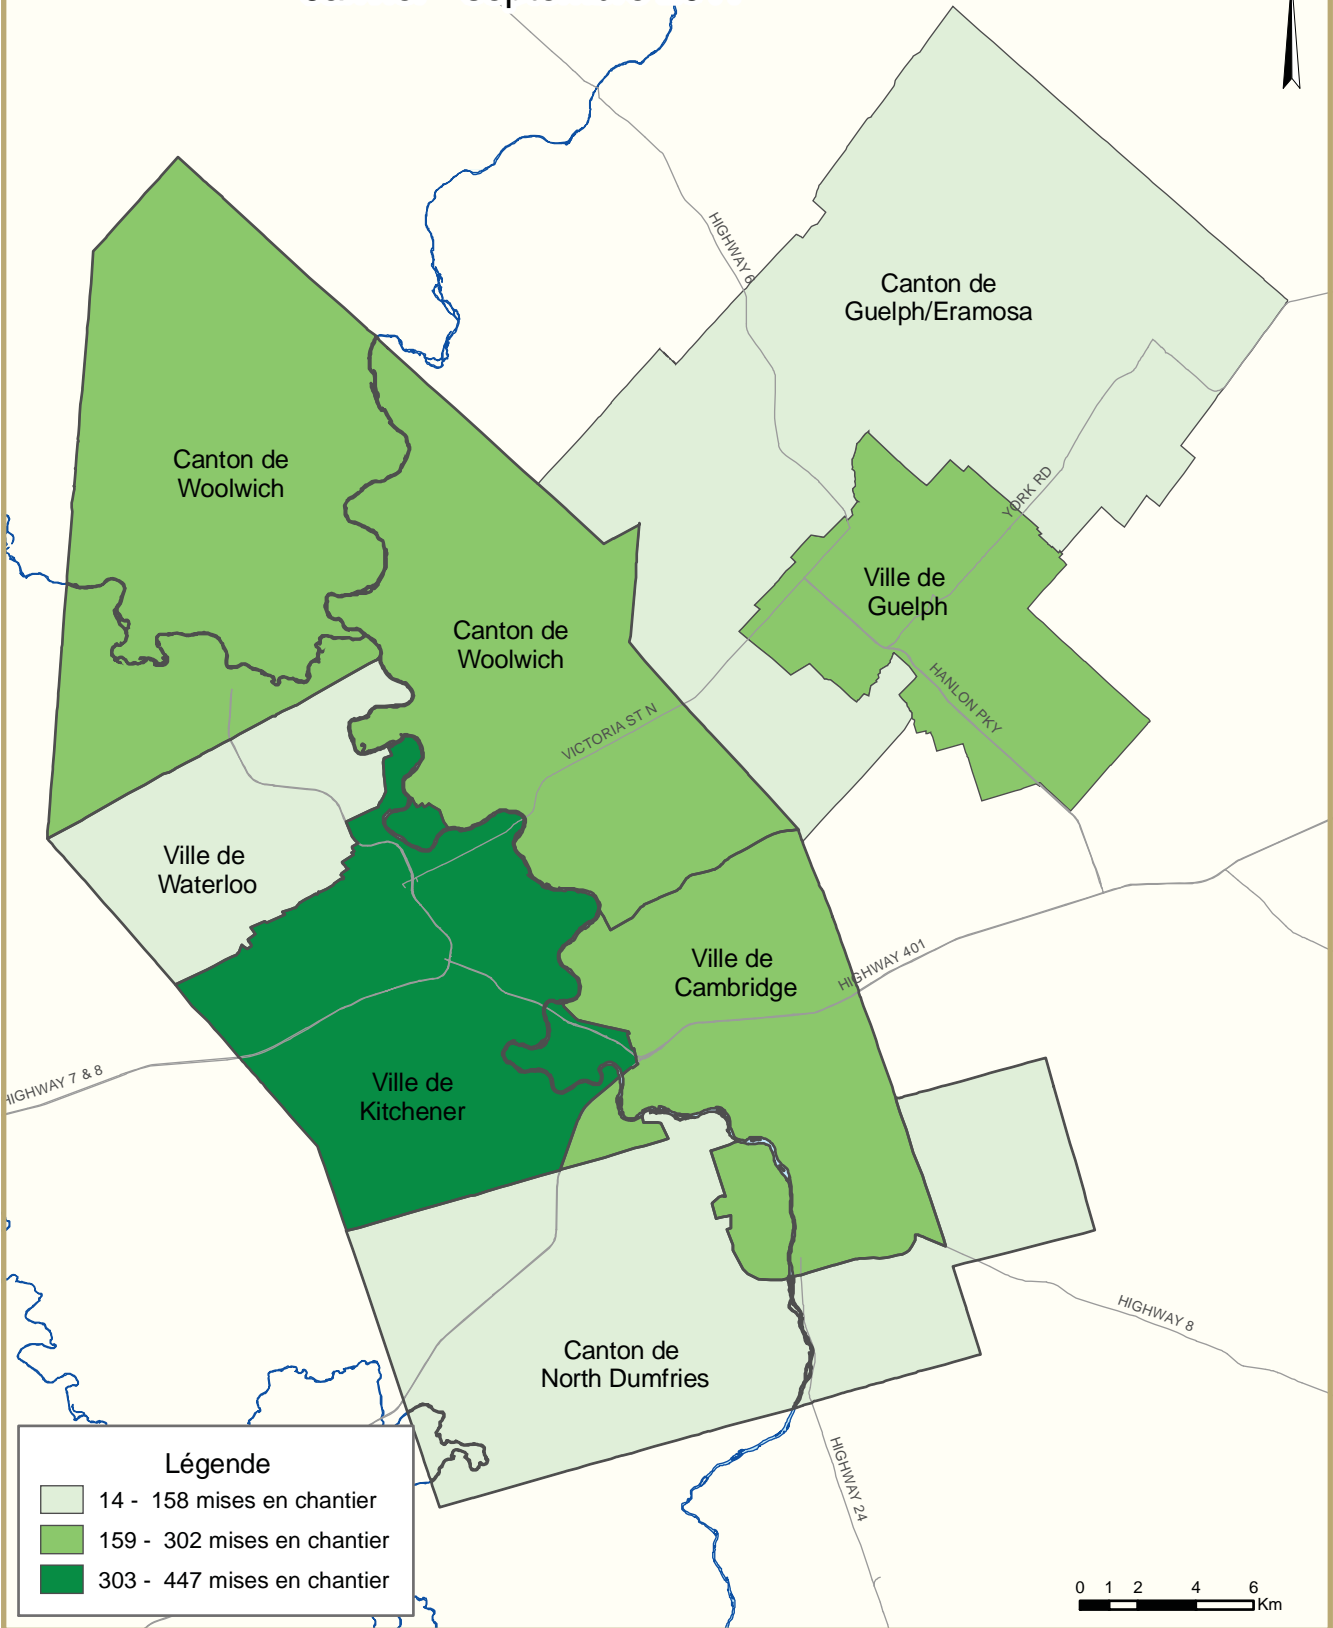 HIGHWAY 6
Canton de
Guelph/Eramosa
Canton de
Woolwich
YORK RD
Ville de
Guelph
Canton de
Woolwich
HANLON PKY
VICTORIA ST N
Ville de
Waterloo
Ville de
Cambridge
HIGHWAY 401
HIGHWAY 7 & 8
Ville de
Kitchener
HIGHWAY 8
Canton de
North Dumfries
HIGHWAY 24
Légende
14 - 158 mises en chantier
159 - 302 mises en chantier
303 - 447 mises en chantier
0 1 2 4 6
Km